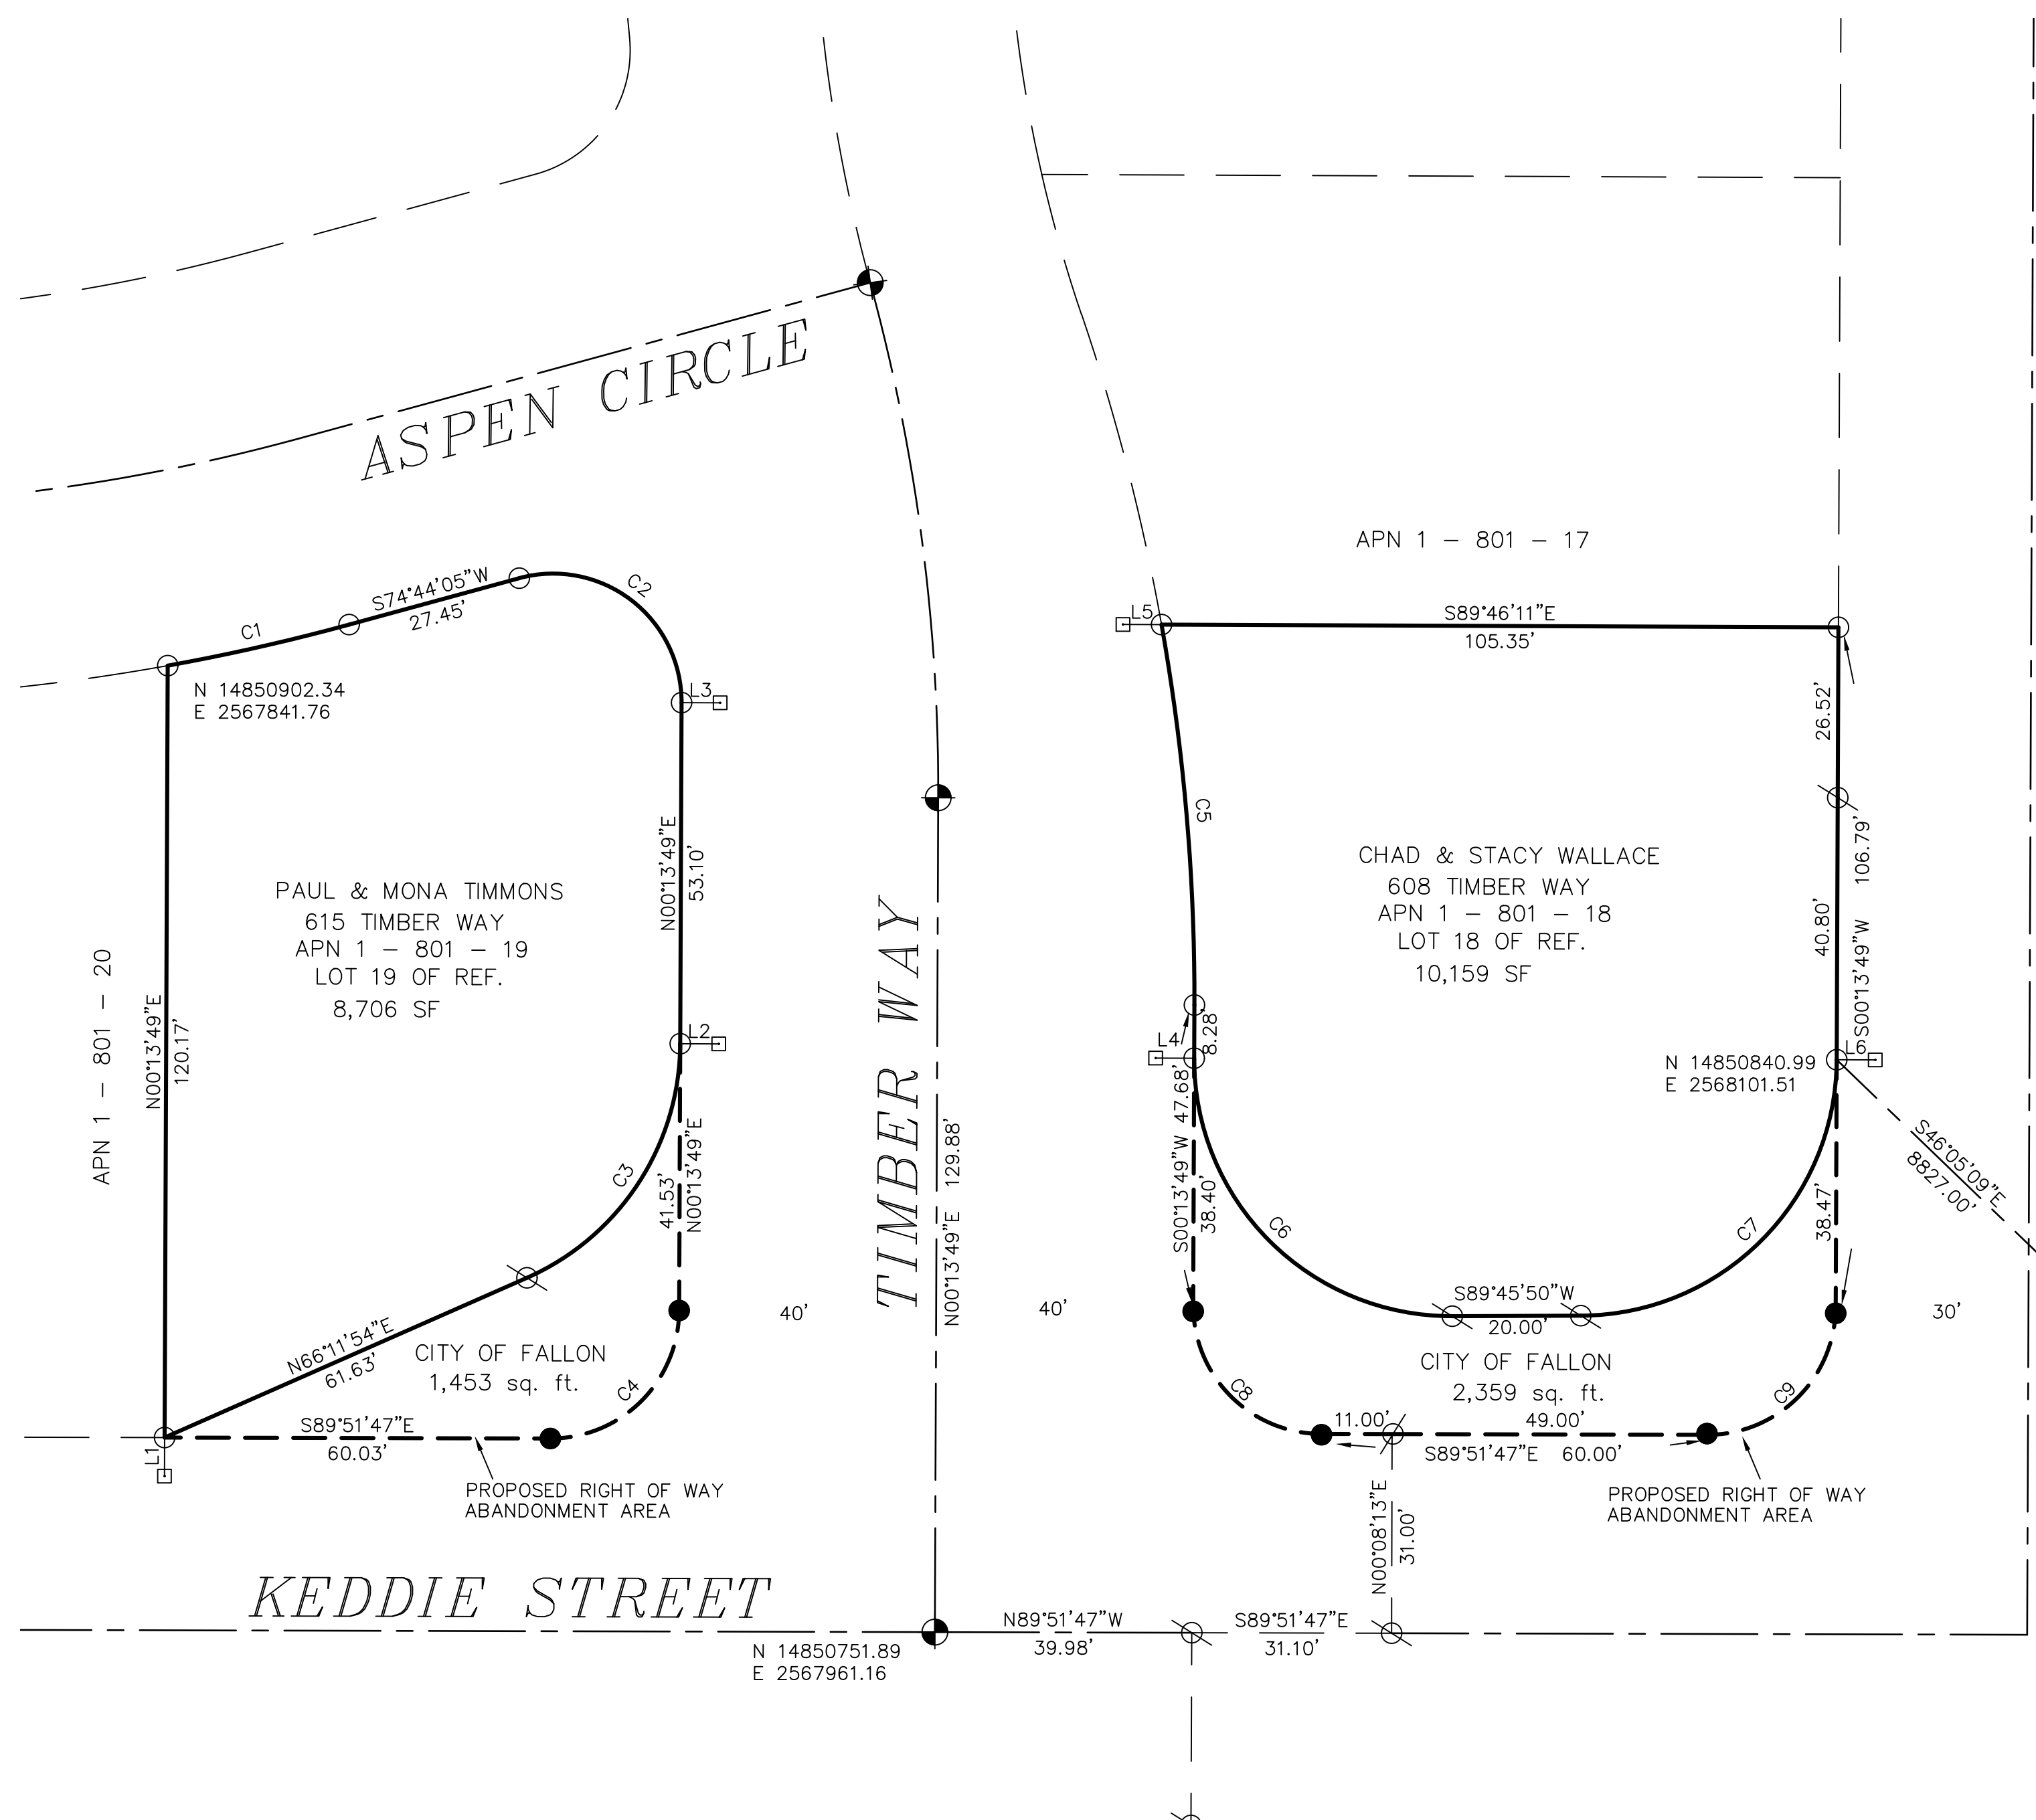 ASPEN CIRCLE
APN 1 - 801 - 17
C1
S74°44'05"W
27.45'
C2
L5
S89°46'11"E
105.35'
N 14850902.34
E 2567841.76
L3
26.52'
C5
N00°13'49"E
53.10'
PAUL & MONA TIMMONS
615 TIMBER WAY
APN 1 - 801 - 19
LOT 19 OF REF.
8,706 SF
CHAD & STACY WALLACE
608 TIMBER WAY
APN 1 - 801 - 18
LOT 18 OF REF.
10,159 SF
40.80'
S00°13'49"W 106.79'
APN 1 - 801 - 20
N00°13'49"E
120.17'
TIMBER WAY
L2
L4
8.28'
L6
N 14850840.99
E 2568101.51
S46°05'09"E
8827.00'
C3
41.53'
N00°13'49"E
N00°13'49"E 129.88'
S00°13'49"W 47.68'
38.40'
C6
C7
38.47'
S89°45'50"W
20.00'
40'
40'
30'
N66°11'54"E
61.63'
CITY OF FALLON
1,453 sq. ft.
C4
CITY OF FALLON
2,359 sq. ft.
C8
C9
L1
S89°51'47"E
60.03'
11.00'
49.00'
S89°51'47"E 60.00'
PROPOSED RIGHT OF WAY
ABANDONMENT AREA
PROPOSED RIGHT OF WAY
ABANDONMENT AREA
N00°08'13"E
31.00'
KEDDIE STREET
N89°51'47"W
39.98'
S89°51'47"E
31.10'
N 14850751.89
E 2567961.16